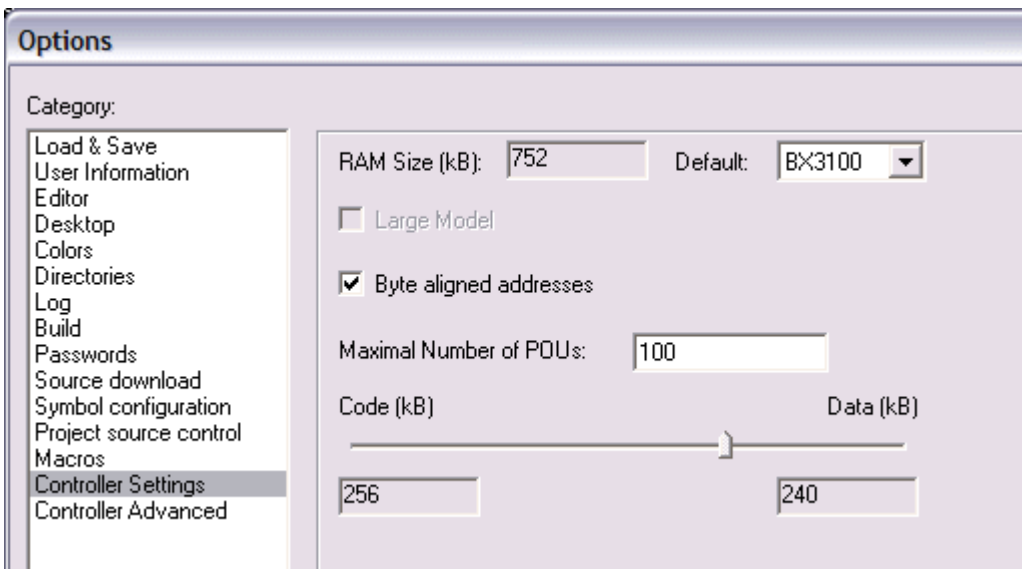 Options
Category:
Load & Save
User Information
Editor
Desktop
Colors
Directories
Log
Build
Passwords
Source download
Symbol configuration
Project source control
Macros
Controller Settings
Controller Advanced
RAM Size (kB): 752 Default: BX3100
Large Model
Byte aligned addresses
Maximal Number of POUs: 100
Code (kB) Data (kB)
256 240